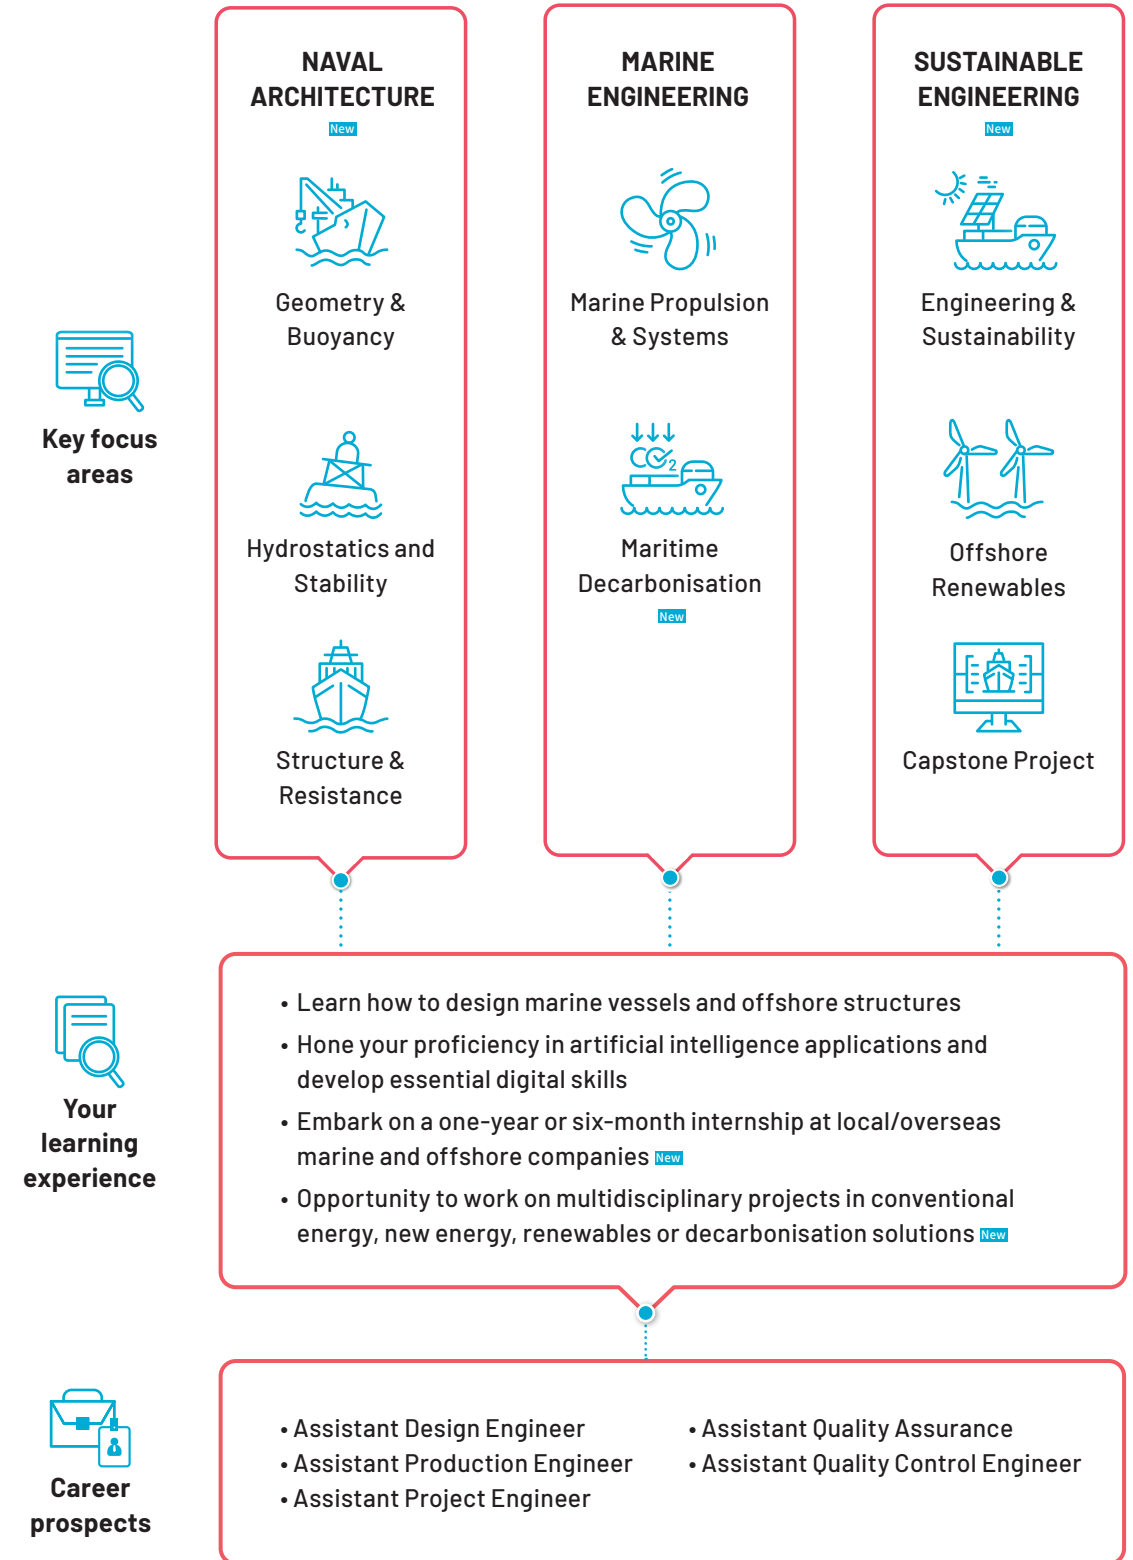 NAVAL
ARCHITECTURE
New
Geometry &
Buoyancy
Hydrostatics and
Stability
Structure &
Resistance
MARINE
ENGINEERING
Marine Propulsion
& Systems
CO2
Maritime
Decarbonisation
New
SUSTAINABLE
ENGINEERING
New
Engineering &
Sustainability
Offshore
Renewables
Capstone Project
Key focus
areas
Your
learning
experience
• Learn how to design marine vessels and offshore structures
• Hone your proficiency in artificial intelligence applications and
develop essential digital skills
• Embark on a one-year or six-month internship at local/overseas
marine and offshore companies New
• Opportunity to work on multidisciplinary projects in conventional
energy, new energy, renewables or decarbonisation solutions New
Career
prospects
• Assistant Design Engineer
• Assistant Production Engineer
• Assistant Project Engineer
• Assistant Quality Assurance
• Assistant Quality Control Engineer